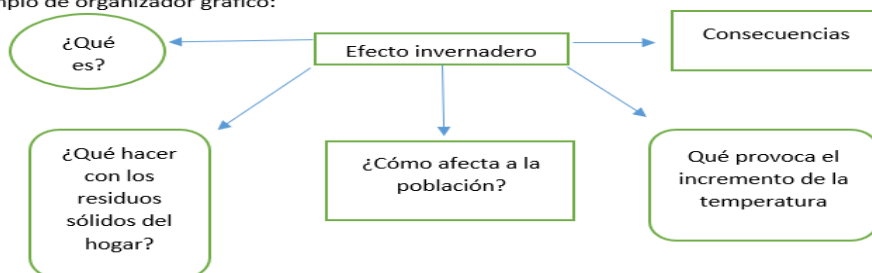 mplo de organizador gráfico:
¿Qué
es?
Efecto invernadero
Consecuencias
¿Qué hacer
con los
residuos
sólidos del
hogar?
¿Cómo afecta a la
población?
Qué provoca el
incremento de la
temperatura